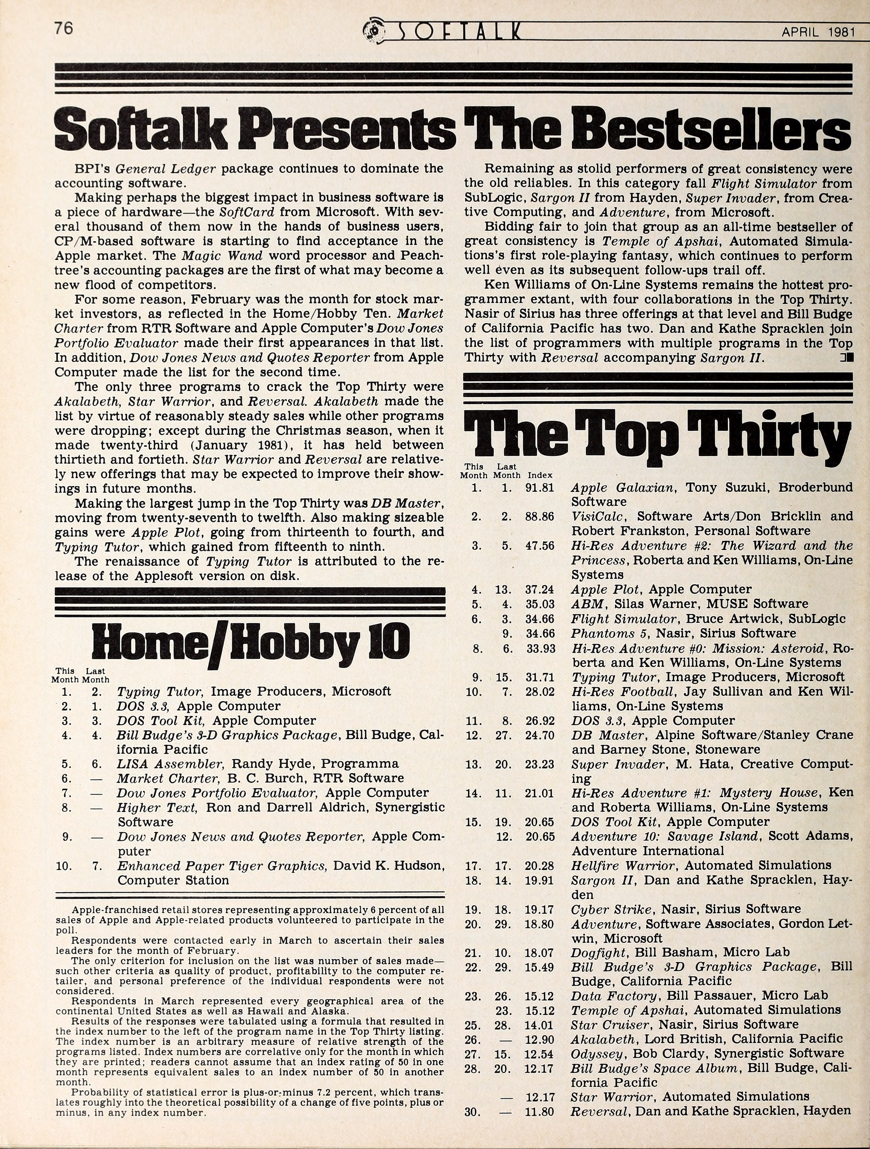 76
SOFTALK
APRIL 1981
Softalk Presents The Bestsellers
BPI's General Ledger package continues to dominate the
accounting software.
Making perhaps the biggest impact in business software is
a piece of hardware—the SoftCard from Microsoft. With sev-
eral thousand of them now in the hands of business users,
CP/M-based software is starting to find acceptance in the
Apple market. The Magic Wand word processor and Peach-
tree's accounting packages are the first of what may become a
new flood of competitors.
For some reason, February was the month for stock mar-
ket investors, as reflected in the Home/Hobby Ten. Market
Charter from RTR Software and Apple Computer's Dow Jones
Portfolio Evaluator made their first appearances in that list.
In addition, Dow Jones News and Quotes Reporter from Apple
Computer made the list for the second time.
The only three programs to crack the Top Thirty were
Akalabeth, Star Warrior, and Reversal. Akalabeth made the
list by virtue of reasonably steady sales while other programs
were dropping; except during the Christmas season, when it
made twenty-third (January 1981), it has held between
thirtieth and fortieth. Star Warrior and Reversal are relative-
ly new offerings that may be expected to improve their show-
ings in future months.
Making the largest jump in the Top Thirty was DB Master,
moving from twenty-seventh to twelfth. Also making sizeable
gains were Apple Plot, going from thirteenth to fourth, and
Typing Tutor, which gained from fifteenth to ninth.
The renaissance of Typing Tutor is attributed to the re-
lease of the Applesoft version on disk.
Home/Hobby 10
This Last
Month Month
1. 2. Typing Tutor, Image Producers, Microsoft
2. 1. DOS 3.3, Apple Computer
3. 3. DOS Tool Kit, Apple Computer
4. 4. Bill Budge's 3-D Graphics Package, Bill Budge, Cal-
ifornia Pacific
5. 6. LISA Assembler, Randy Hyde, Programma
6. — Market Charter, B. C. Burch, RTR Software
7. — Dow Jones Portfolio Evaluator, Apple Computer
8. — Higher Text, Ron and Darrell Aldrich, Synergistic
Software
9. — Dow Jones News and Quotes Reporter, Apple Com-
puter
10. 7. Enhanced Paper Tiger Graphics, David K. Hudson,
Computer Station
Apple-franchised retail stores representing approximately 6 percent of all
sales of Apple and Apple-related products volunteered to participate in the
poll.
Respondents were contacted early in March to ascertain their sales
leaders for the month of February.
The only criterion for inclusion on the list was number of sales made—
such other criteria as quality of product, profitability to the computer re-
tailer, and personal preference of the individual respondents were not
considered.
Respondents in March represented every geographical area of the
continental United States as well as Hawaii and Alaska.
Results of the responses were tabulated using a formula that resulted in
the index number to the left of the program name in the Top Thirty listing.
The index number is an arbitrary measure of relative strength of the
programs listed. Index numbers are correlative only for the month in which
they are printed; readers cannot assume that an index rating of 50 in one
month represents equivalent sales to an index number of 50 in another
month.
Probability of statistical error is plus-or-minus 7.2 percent, which trans-
lates roughly into the theoretical possibility of a change of five points, plus or
minus, in any index number.
Remaining as stolid performers of great consistency were
the old reliables. In this category fall Flight Simulator from
SubLogic, Sargon II from Hayden, Super Invader, from Crea-
tive Computing, and Adventure, from Microsoft.
Bidding fair to join that group as an all-time bestseller of
great consistency is Temple of Apshai, Automated Simula-
tions's first role-playing fantasy, which continues to perform
well even as its subsequent follow-ups trail off.
Ken Williams of On-Line Systems remains the hottest pro-
grammer extant, with four collaborations in the Top Thirty.
Nasir of Sirius has three offerings at that level and Bill Budge
of California Pacific has two. Dan and Kathe Spracklen join
the list of programmers with multiple programs in the Top
Thirty with Reversal accompanying Sargon II.
The Top Thirty
This Last
Month Month Index
1. 1. 91.81 Apple Galaxian, Tony Suzuki, Broderbund
Software
2. 2. 88.86 VisiCalc, Software Arts/Don Bricklin and
Robert Frankston, Personal Software
3. 5. 47.56 Hi-Res Adventure #2: The Wizard and the
Princess, Roberta and Ken Williams, On-Line
Systems
4. 13. 37.24 Apple Plot, Apple Computer
5. 4. 35.03 ABM, Silas Warner, MUSE Software
6. 3. 34.66 Flight Simulator, Bruce Artwick, SubLogic
9. 34.66 Phantoms 5, Nasir, Sirius Software
8. 6. 33.93 Hi-Res Adventure #0: Mission: Asteroid, Ro-
berta and Ken Williams, On-Line Systems
9. 15. 31.71 Typing Tutor, Image Producers, Microsoft
10. 7. 28.02 Hi-Res Football, Jay Sullivan and Ken Wil-
liams, On-Line Systems
11. 8. 26.92 DOS 3.3, Apple Computer
12. 27. 24.70 DB Master, Alpine Software/Stanley Crane
and Barney Stone, Stoneware
13. 20. 23.23 Super Invader, M. Hata, Creative Comput-
ing
14. 11. 21.01 Hi-Res Adventure #1: Mystery House, Ken
and Roberta Williams, On-Line Systems
15. 19. 20.65 DOS Tool Kit, Apple Computer
12. 20.65 Adventure 10: Savage Island, Scott Adams,
Adventure International
17. 17. 20.28 Hellfire Warrior, Automated Simulations
18. 14. 19.91 Sargon II, Dan and Kathe Spracklen, Hay-
den
19. 18. 19.17 Cyber Strike, Nasir, Sirius Software
20. 29. 18.80 Adventure, Software Associates, Gordon Let-
win, Microsoft
21. 10. 18.07 Dogfight, Bill Basham, Micro Lab
22. 29. 15.49 Bill Budge's 3-D Graphics Package, Bill
Budge, California Pacific
23. 26. 15.12 Data Factory, Bill Passauer, Micro Lab
23. 15.12 Temple of Apshai, Automated Simulations
25. 28. 14.01 Star Cruiser, Nasir, Sirius Software
26. — 12.90 Akalabeth, Lord British, California Pacific
27. 15. 12.54 Odyssey, Bob Clardy, Synergistic Software
28. 20. 12.17 Bill Budge's Space Album, Bill Budge, Cali-
fornia Pacific
— 12.17 Star Warrior, Automated Simulations
30. — 11.80 Reversal, Dan and Kathe Spracklen, Hayden